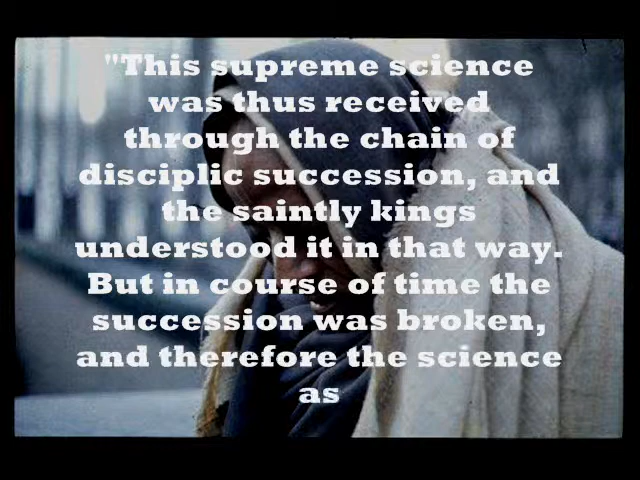 "This supreme science
was thus received
through the chain of
disciplic succession, and
the saintly kings
understood it in that way.
But in course of time the
succession was broken,
and therefore the science
as